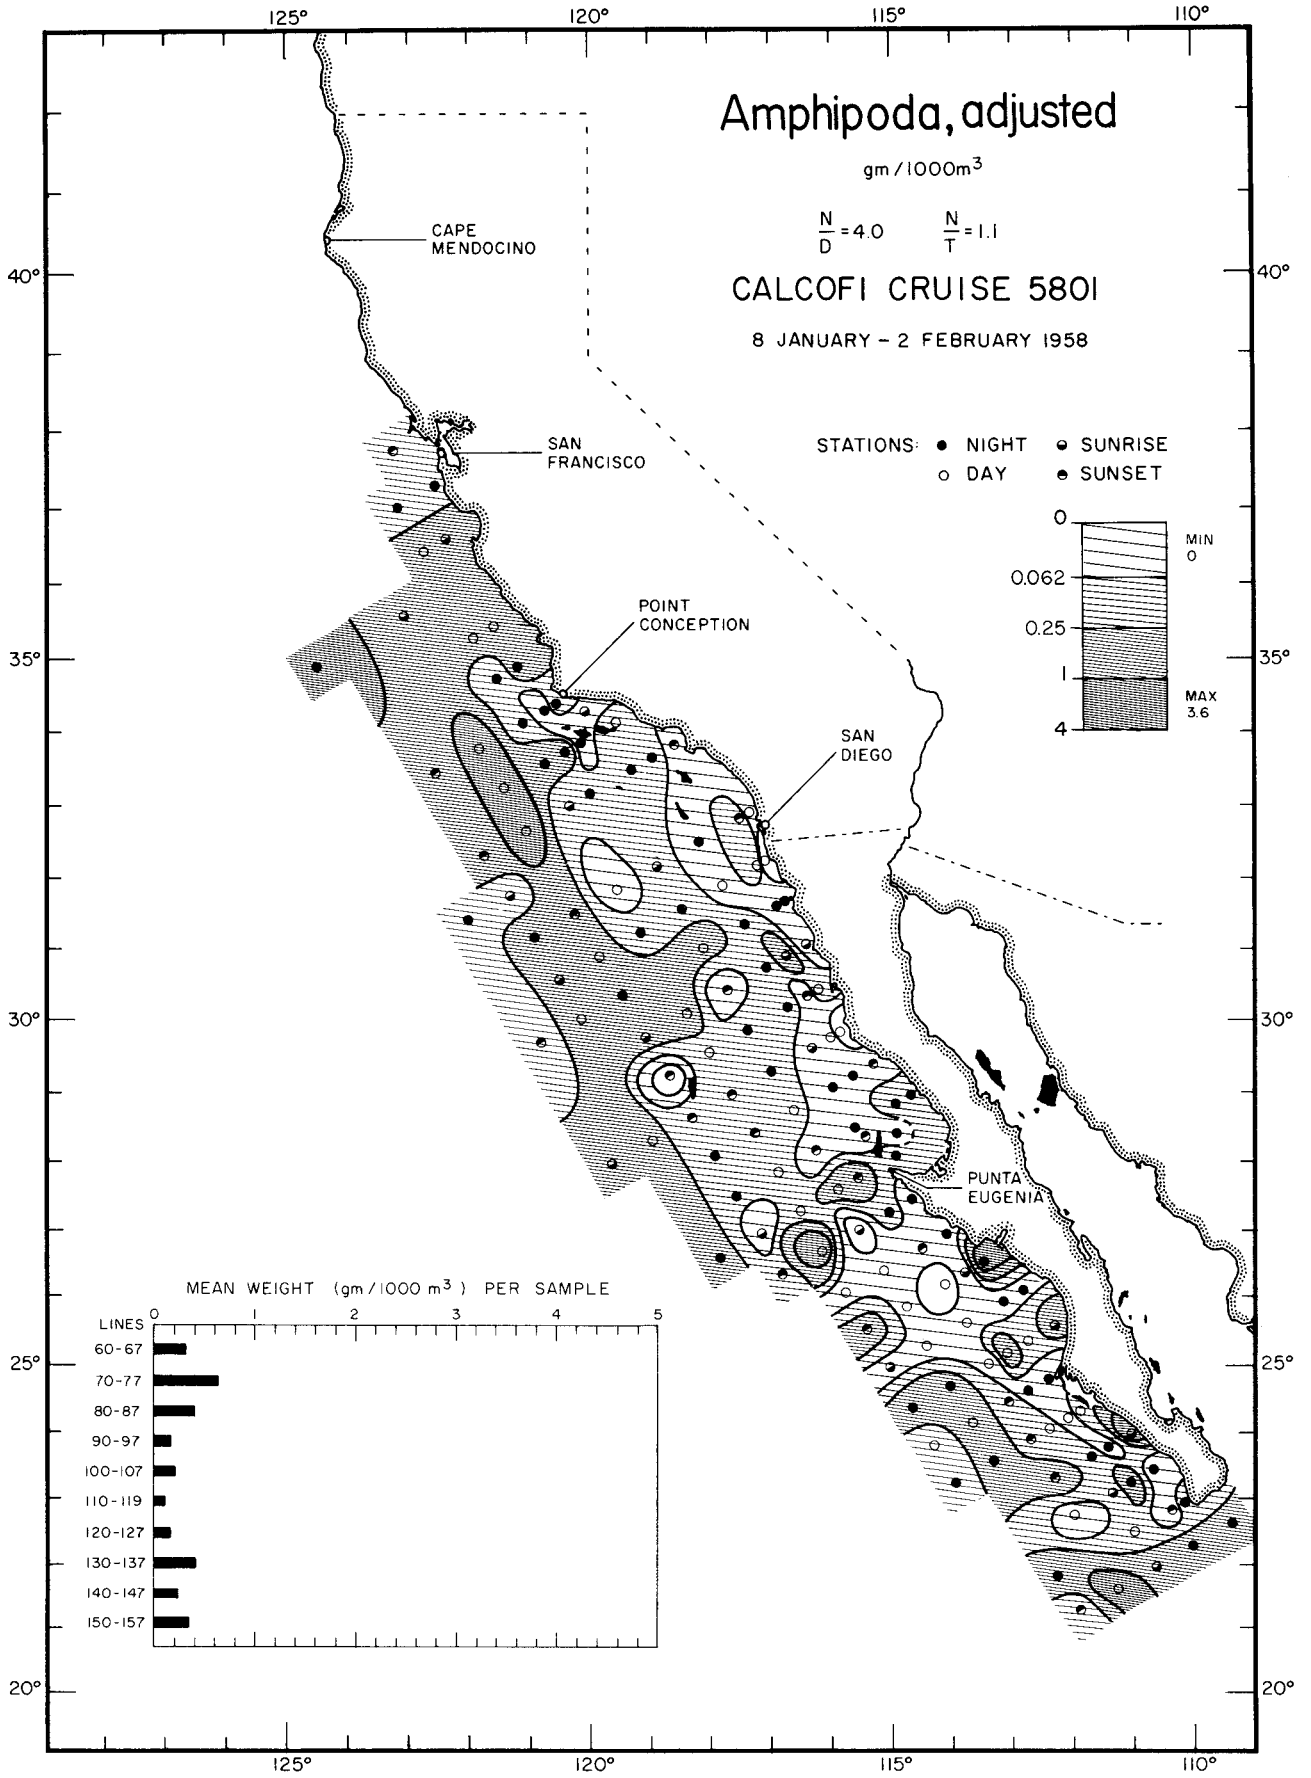 125° 120° 115° 110°
Amphipoda, adjusted
gm/1000m³
N/D = 4.0 N/T = 1.1
CALCOFI CRUISE 5801
8 JANUARY – 2 FEBRUARY 1958
CAPE
MENDOCINO
40° 40°
STATIONS: ● NIGHT ◒ SUNRISE
○ DAY ◓ SUNSET
SAN
FRANCISCO
0
MIN
0
0.062
0.25
1
MAX
3.6
4
POINT
CONCEPTION
35° 35°
SAN
DIEGO
30° 30°
PUNTA
EUGENIA
MEAN WEIGHT (gm/1000 m³) PER SAMPLE
0 1 2 3 4 5
LINES
60-67
70-77
80-87
90-97
100-107
110-119
120-127
130-137
140-147
150-157
25° 25°
20° 20°
125° 120° 115° 110°